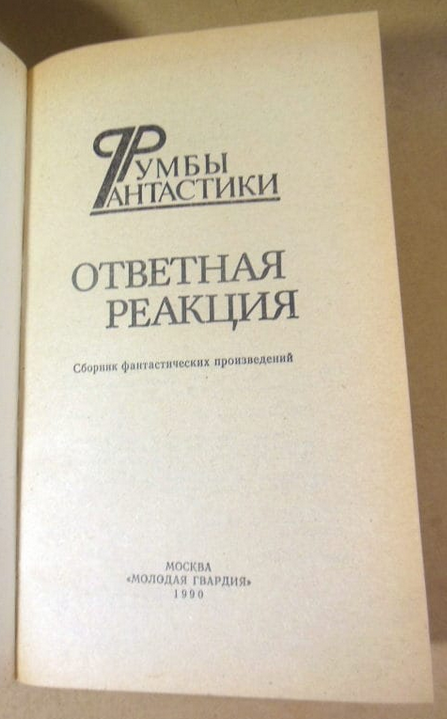 РУМБЫ
ФАНТАСТИКИ
ОТВЕТНАЯ
РЕАКЦИЯ
Сборник фантастических произведений
МОСКВА
«МОЛОДАЯ ГВАРДИЯ»
1990